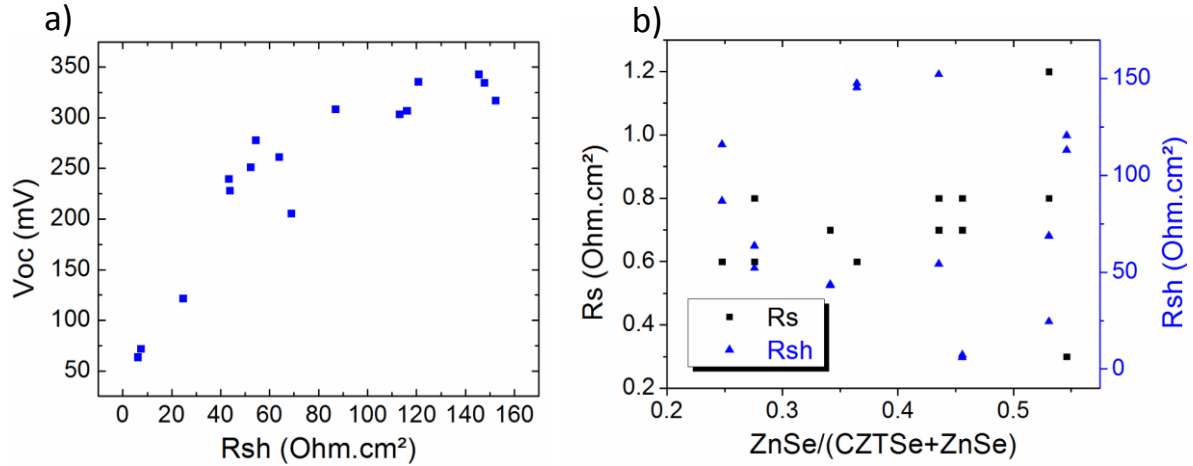 a)
350
300
250
200
150
100
50
Voc (mV)
0 20 40 60 80 100 120 140 160
Rsh (Ohm.cm²)
b)
1.2
1.0
0.8
0.6
0.4
0.2
Rs (Ohm.cm²)
Rs
Rsh
150
100
50
0
Rsh (Ohm.cm²)
0.2 0.3 0.4 0.5
ZnSe/(CZTSe+ZnSe)